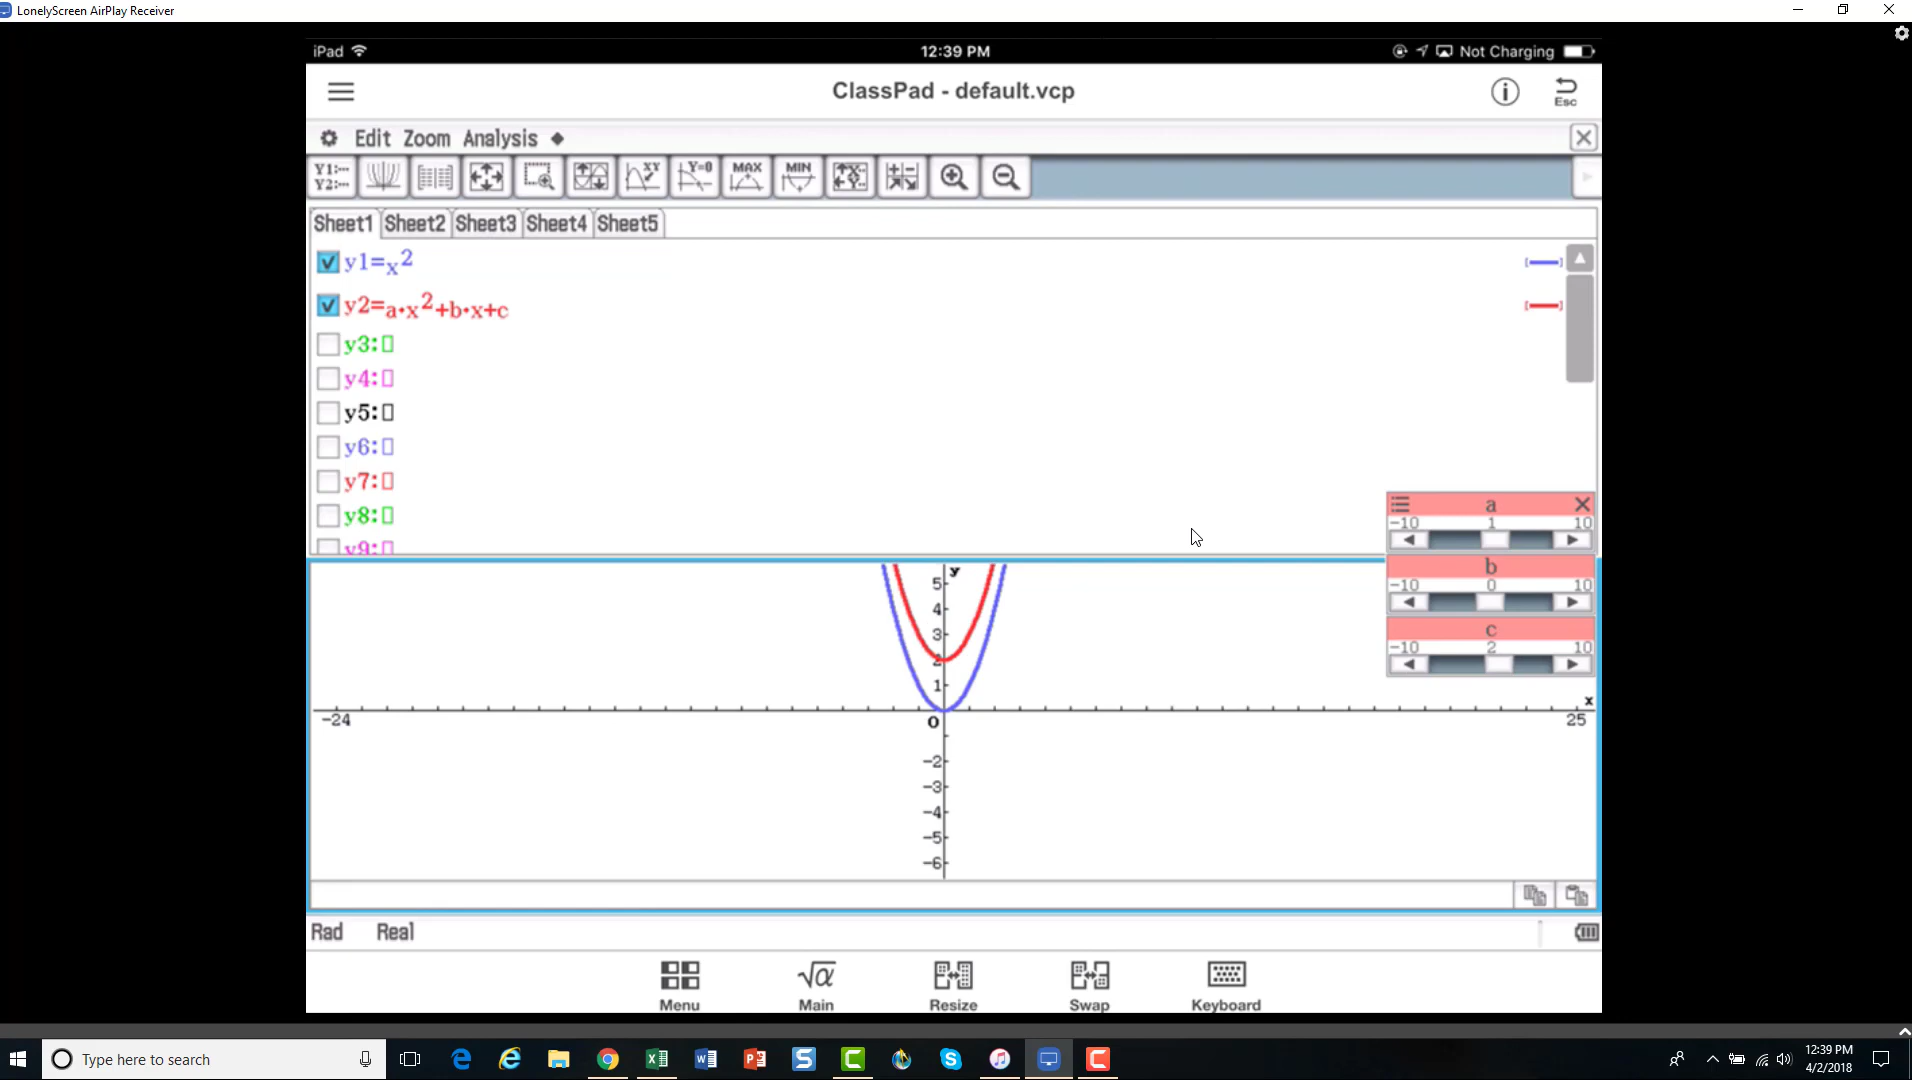 LonelyScreen AirPlay Receiver
iPad 12:39 PM Not Charging
ClassPad - default.vcp
Esc
Edit Zoom Analysis
Y1:···
Y2:···
XY
Y=0
MAX
MIN
Sheet1 Sheet2 Sheet3 Sheet4 Sheet5
y1=x²
y2=a·x²+b·x+c
y3:
y4:
y5:
y6:
y7:
y8:
y9:
a
-10 1 10
b
-10 0 10
c
-10 2 10
y
5
4
3
2
1
x
-24 0 25
-2
-3
-4
-5
-6
Rad Real
Menu Main Resize Swap Keyboard
Type here to search
12:39 PM
4/2/2018